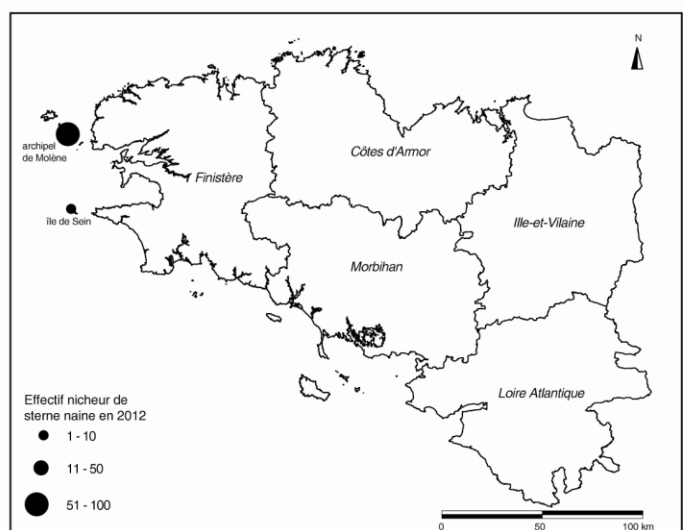 N
archipel
de Molène
Côtes d'Armor
Finistère
île de Sein
Ille-et-Vilaine
Morbihan
Loire Atlantique
Effectif nicheur de
sterne naine en 2012
1 - 10
11 - 50
51 - 100
0 50 100 km